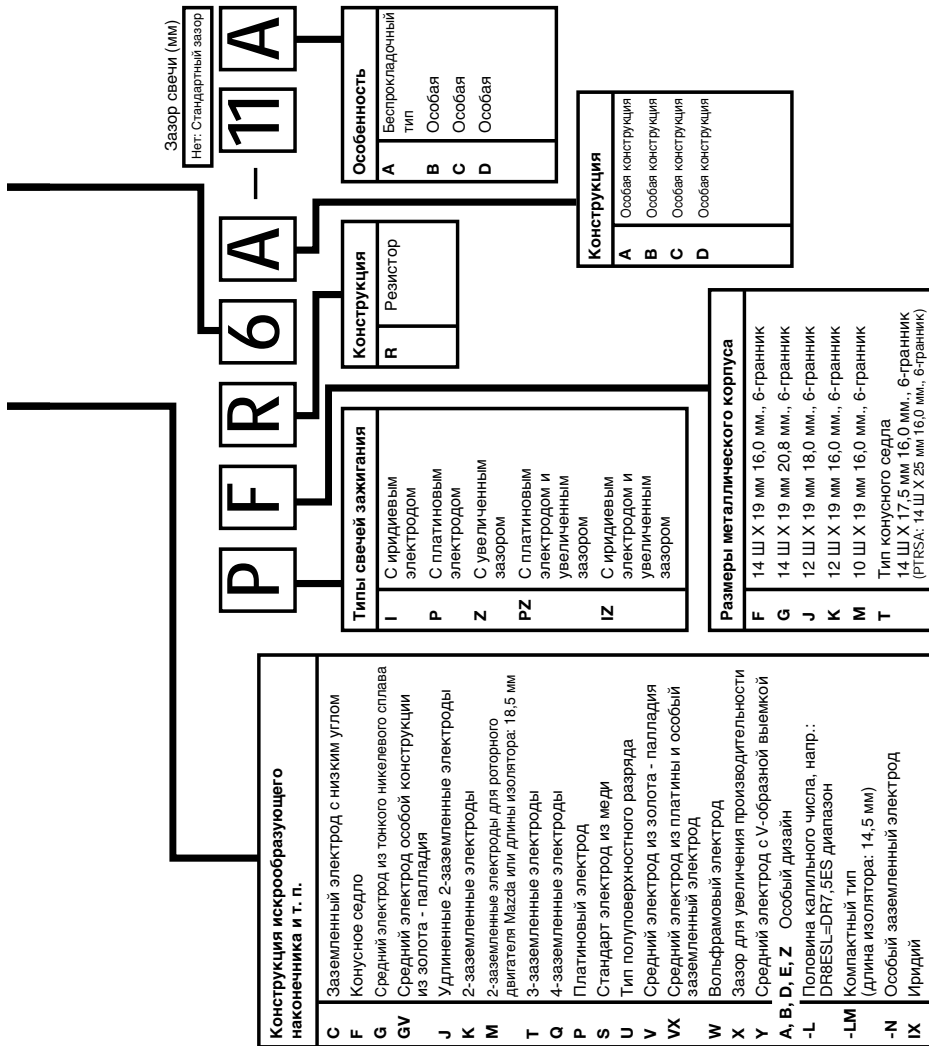 Зазор свечи (мм)
Нет: Стандартный зазор
P F R 6 A – 11 A
Типы свечей зажигания
I С иридиевым
электродом
P С платиновым
электродом
Z С увеличенным
зазором
PZ С платиновым
электродом и
увеличенным
зазором
IZ С иридиевым
электродом и
увеличенным
зазором
Конструкция
R Резистор
Особенность
A Беспрокладочный
тип
B Особая
C Особая
D Особая
Конструкция
A Особая конструкция
B Особая конструкция
C Особая конструкция
D Особая конструкция
Размеры металлического корпуса
F 14 Ш X 19 мм 16,0 мм., 6-гранник
G 14 Ш X 19 мм 20,8 мм., 6-гранник
J 12 Ш X 19 мм 18,0 мм., 6-гранник
K 12 Ш X 19 мм 16,0 мм., 6-гранник
M 10 Ш X 19 мм 16,0 мм., 6-гранник
T Тип конусного седла
14 Ш X 17,5 мм 16,0 мм., 6-гранник
(PTRSA: 14 Ш X 25 мм 16,0 мм., 6-гранник)
Конструкция искрообразующего
наконечника и т. п.
C Заземленный электрод с низким углом
F Конусное седло
G Средний электрод из тонкого никелевого сплава
GV Средний электрод особой конструкции
из золота - палладия
J Удлиненные 2-заземленные электроды
K 2-заземленные электроды
M 2-заземленные электроды для роторного
двигателя Mazda или длины изолятора: 18,5 мм
T 3-заземленные электроды
Q 4-заземленные электроды
P Платиновый электрод
S Стандарт электрод из меди
U Тип полуповерхностного разряда
V Средний электрод из золота - палладия
VX Средний электрод из платины и особый
заземленный электрод
W Вольфрамовый электрод
X Зазор для увеличения производительности
Y Средний электрод с V-образной выемкой
A, B, D, E, Z Особый дизайн
-L Половина калильного числа, напр.:
DR8ESL=DR7,5ES диапазон
-LM Компактный тип
(длина изолятора: 14,5 мм)
-N Особый заземленный электрод
IX Иридий